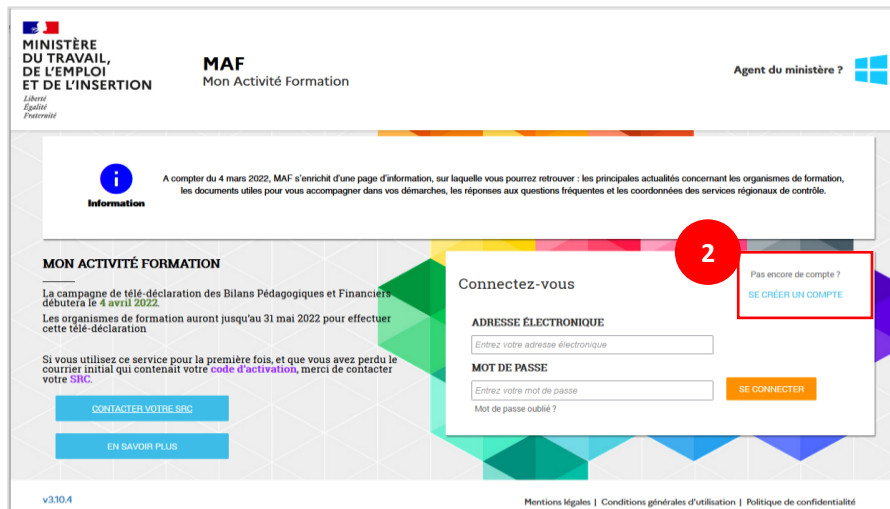 MINISTÈRE
DU TRAVAIL,
DE L'EMPLOI
ET DE L'INSERTION
Liberté
Égalité
Fraternité
MAF
Mon Activité Formation
Agent du ministère ?
i
Information
A compter du 4 mars 2022, MAF s'enrichit d'une page d'information, sur laquelle vous pourrez retrouver : les principales actualités concernant les organismes de formation,
les documents utiles pour vous accompagner dans vos démarches, les réponses aux questions fréquentes et les coordonnées des services régionaux de contrôle.
MON ACTIVITÉ FORMATION
La campagne de télé-déclaration des Bilans Pédagogiques et Financiers
débutera le 4 avril 2022.
Les organismes de formation auront jusqu'au 31 mai 2022 pour effectuer
cette télé-déclaration
Si vous utilisez ce service pour la première fois, et que vous avez perdu le
courrier initial qui contenait votre code d'activation, merci de contacter
votre SRC.
CONTACTER VOTRE SRC
EN SAVOIR PLUS
2
Pas encore de compte ?
SE CRÉER UN COMPTE
Connectez-vous
ADRESSE ÉLECTRONIQUE
Entrez votre adresse électronique
MOT DE PASSE
Entrez votre mot de passe
SE CONNECTER
Mot de passe oublié ?
v3.10.4
Mentions légales | Conditions générales d'utilisation | Politique de confidentialité